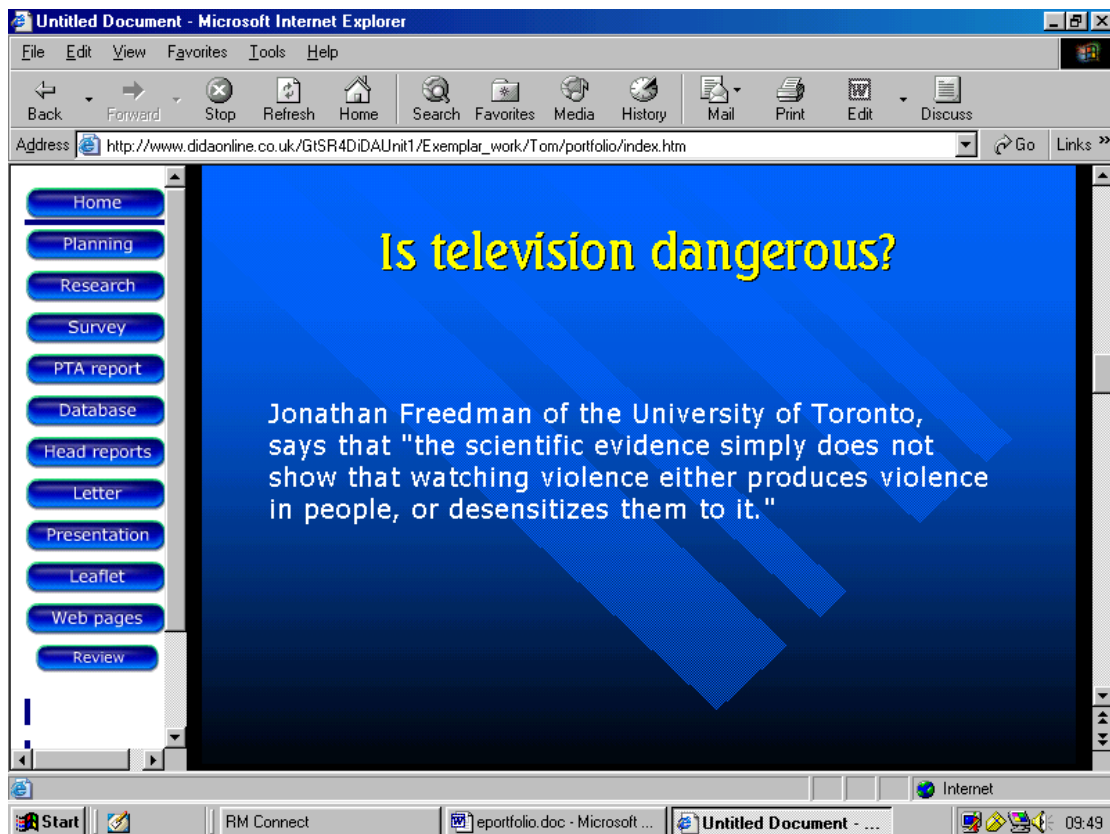 Untitled Document - Microsoft Internet Explorer
File Edit View Favorites Tools Help
Back Forward Stop Refresh Home Search Favorites Media History Mail Print Edit Discuss
Address http://www.didaonline.co.uk/GtSR4DiDAUnit1/Exemplar_work/Tom/portfolio/index.htm Go Links »
Home
Planning
Research
Survey
PTA report
Database
Head reports
Letter
Presentation
Leaflet
Web pages
Review
Is television dangerous?
Jonathan Freedman of the University of Toronto,
says that "the scientific evidence simply does not
show that watching violence either produces violence
in people, or desensitizes them to it."
Internet
Start RM Connect eportfolio.doc - Microsoft ... Untitled Document - ... 09:49